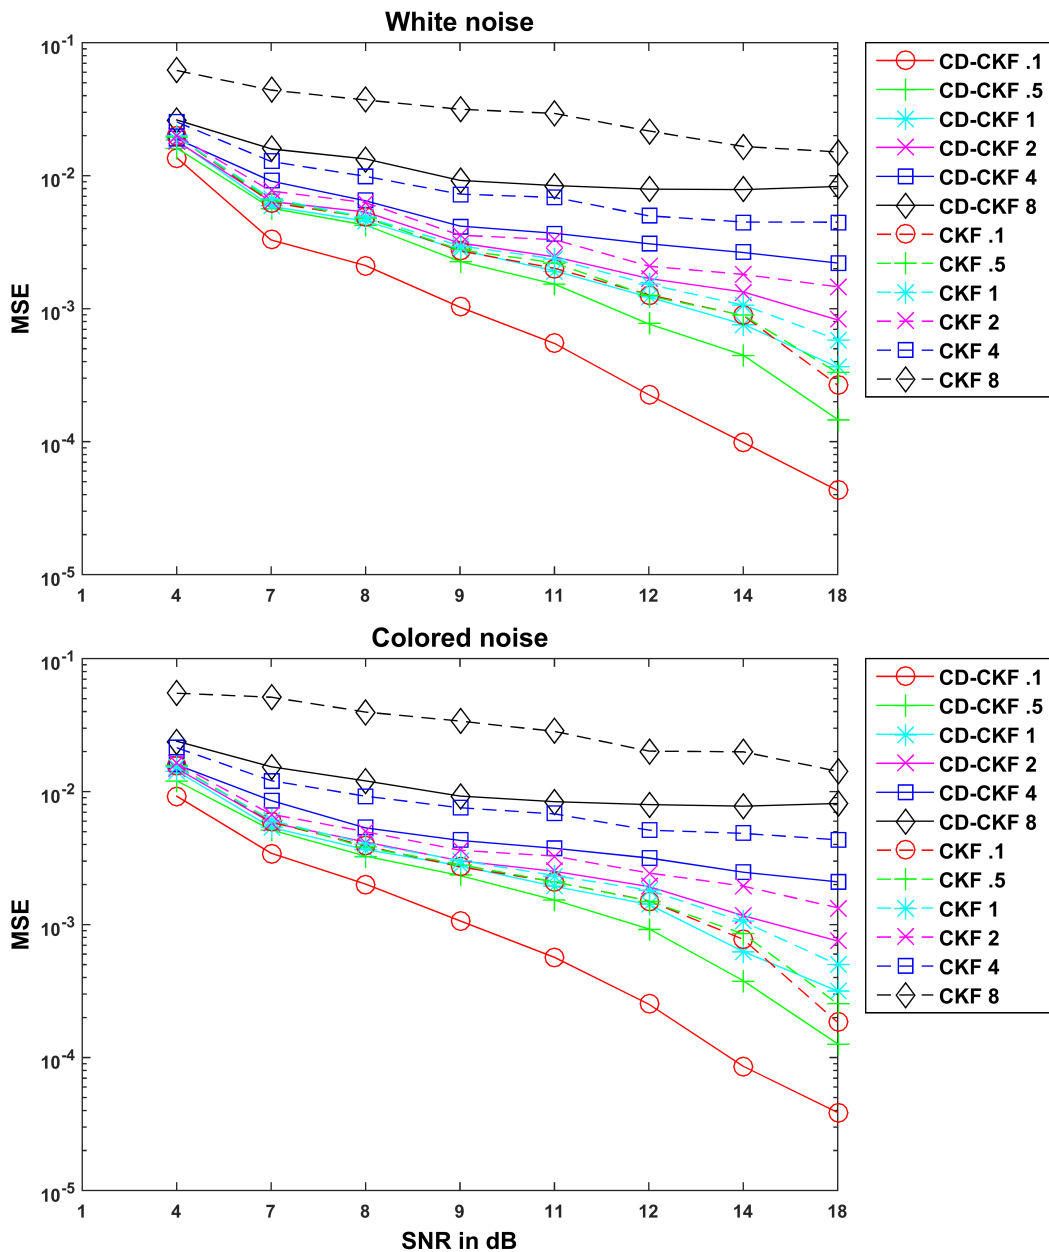 White noise
10^-1
10^-2
10^-3
10^-4
10^-5
MSE
1 4 7 8 9 11 12 14 18
CD-CKF .1
CD-CKF .5
CD-CKF 1
CD-CKF 2
CD-CKF 4
CD-CKF 8
CKF .1
CKF .5
CKF 1
CKF 2
CKF 4
CKF 8
Colored noise
10^-1
10^-2
10^-3
10^-4
10^-5
MSE
1 4 7 8 9 11 12 14 18
SNR in dB
CD-CKF .1
CD-CKF .5
CD-CKF 1
CD-CKF 2
CD-CKF 4
CD-CKF 8
CKF .1
CKF .5
CKF 1
CKF 2
CKF 4
CKF 8